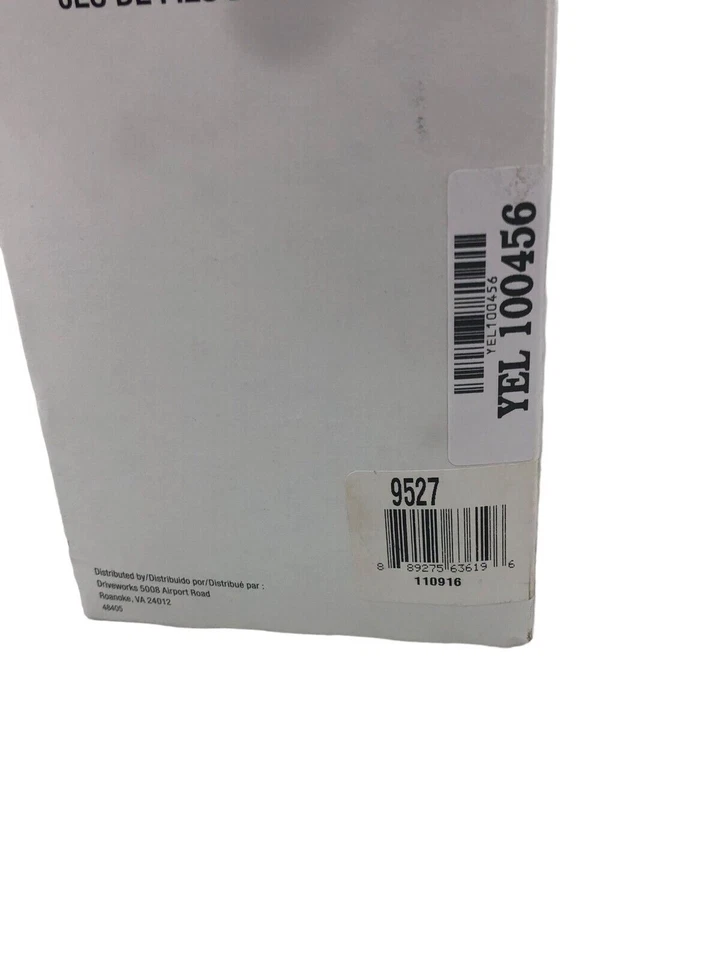 YEL100456
YEL 100456
9527
8 89275 63619 6
110916
Distributed by/Distribuido por/Distribué par :
Driveworks 5008 Airport Road
Roanoke, VA 24012
48405